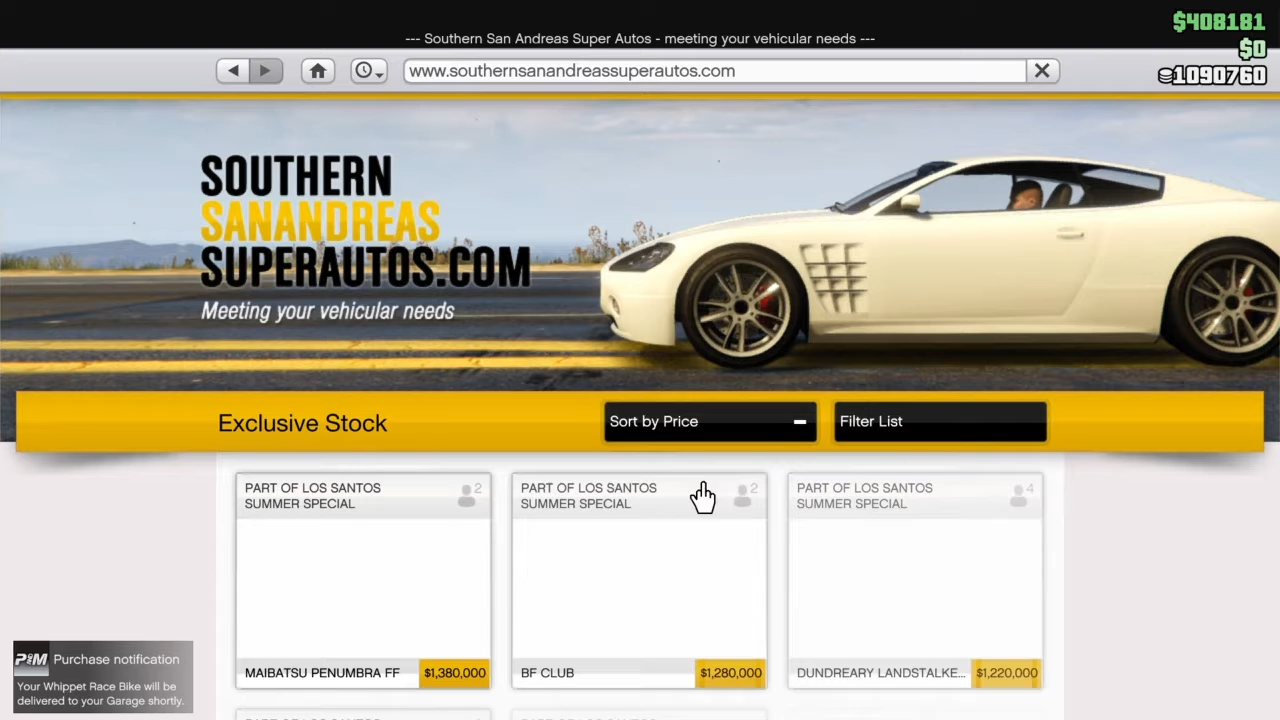 $408181
--- Southern San Andreas Super Autos - meeting your vehicular needs ---
$0
www.southernsanandreassuperautos.com
1090760
SOUTHERN
SANANDREAS
SUPERAUTOS.COM
Meeting your vehicular needs
Exclusive Stock
Sort by Price
Filter List
PART OF LOS SANTOS
SUMMER SPECIAL
2
PART OF LOS SANTOS
SUMMER SPECIAL
2
PART OF LOS SANTOS
SUMMER SPECIAL
4
MAIBATSU PENUMBRA FF
$1,380,000
BF CLUB
$1,280,000
DUNDREARY LANDSTALKE...
$1,220,000
Purchase notification
Your Whippet Race Bike will be
delivered to your Garage shortly.